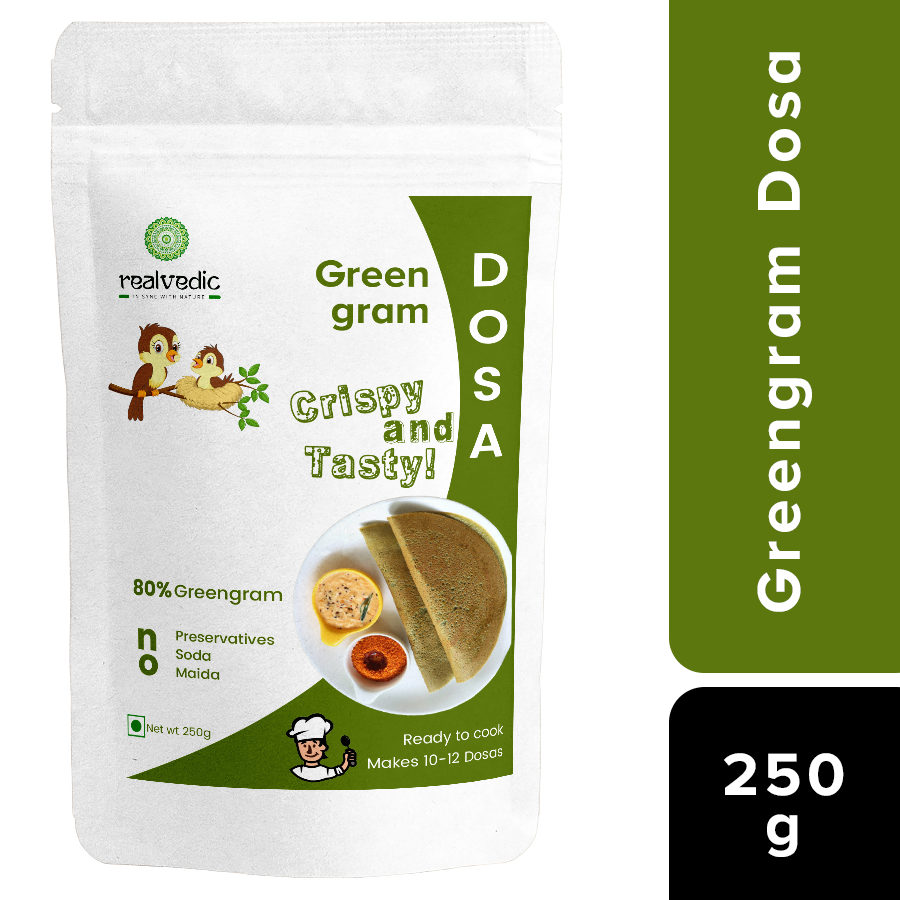 realvedic
IN SYNC WITH NATURE
Green
gram
DOSA
Crispy
and
Tasty!
80% Greengram
no
Preservatives
Soda
Maida
Net wt 250g
Ready to cook
Makes 10-12 Dosas
Greengram Dosa
250
g